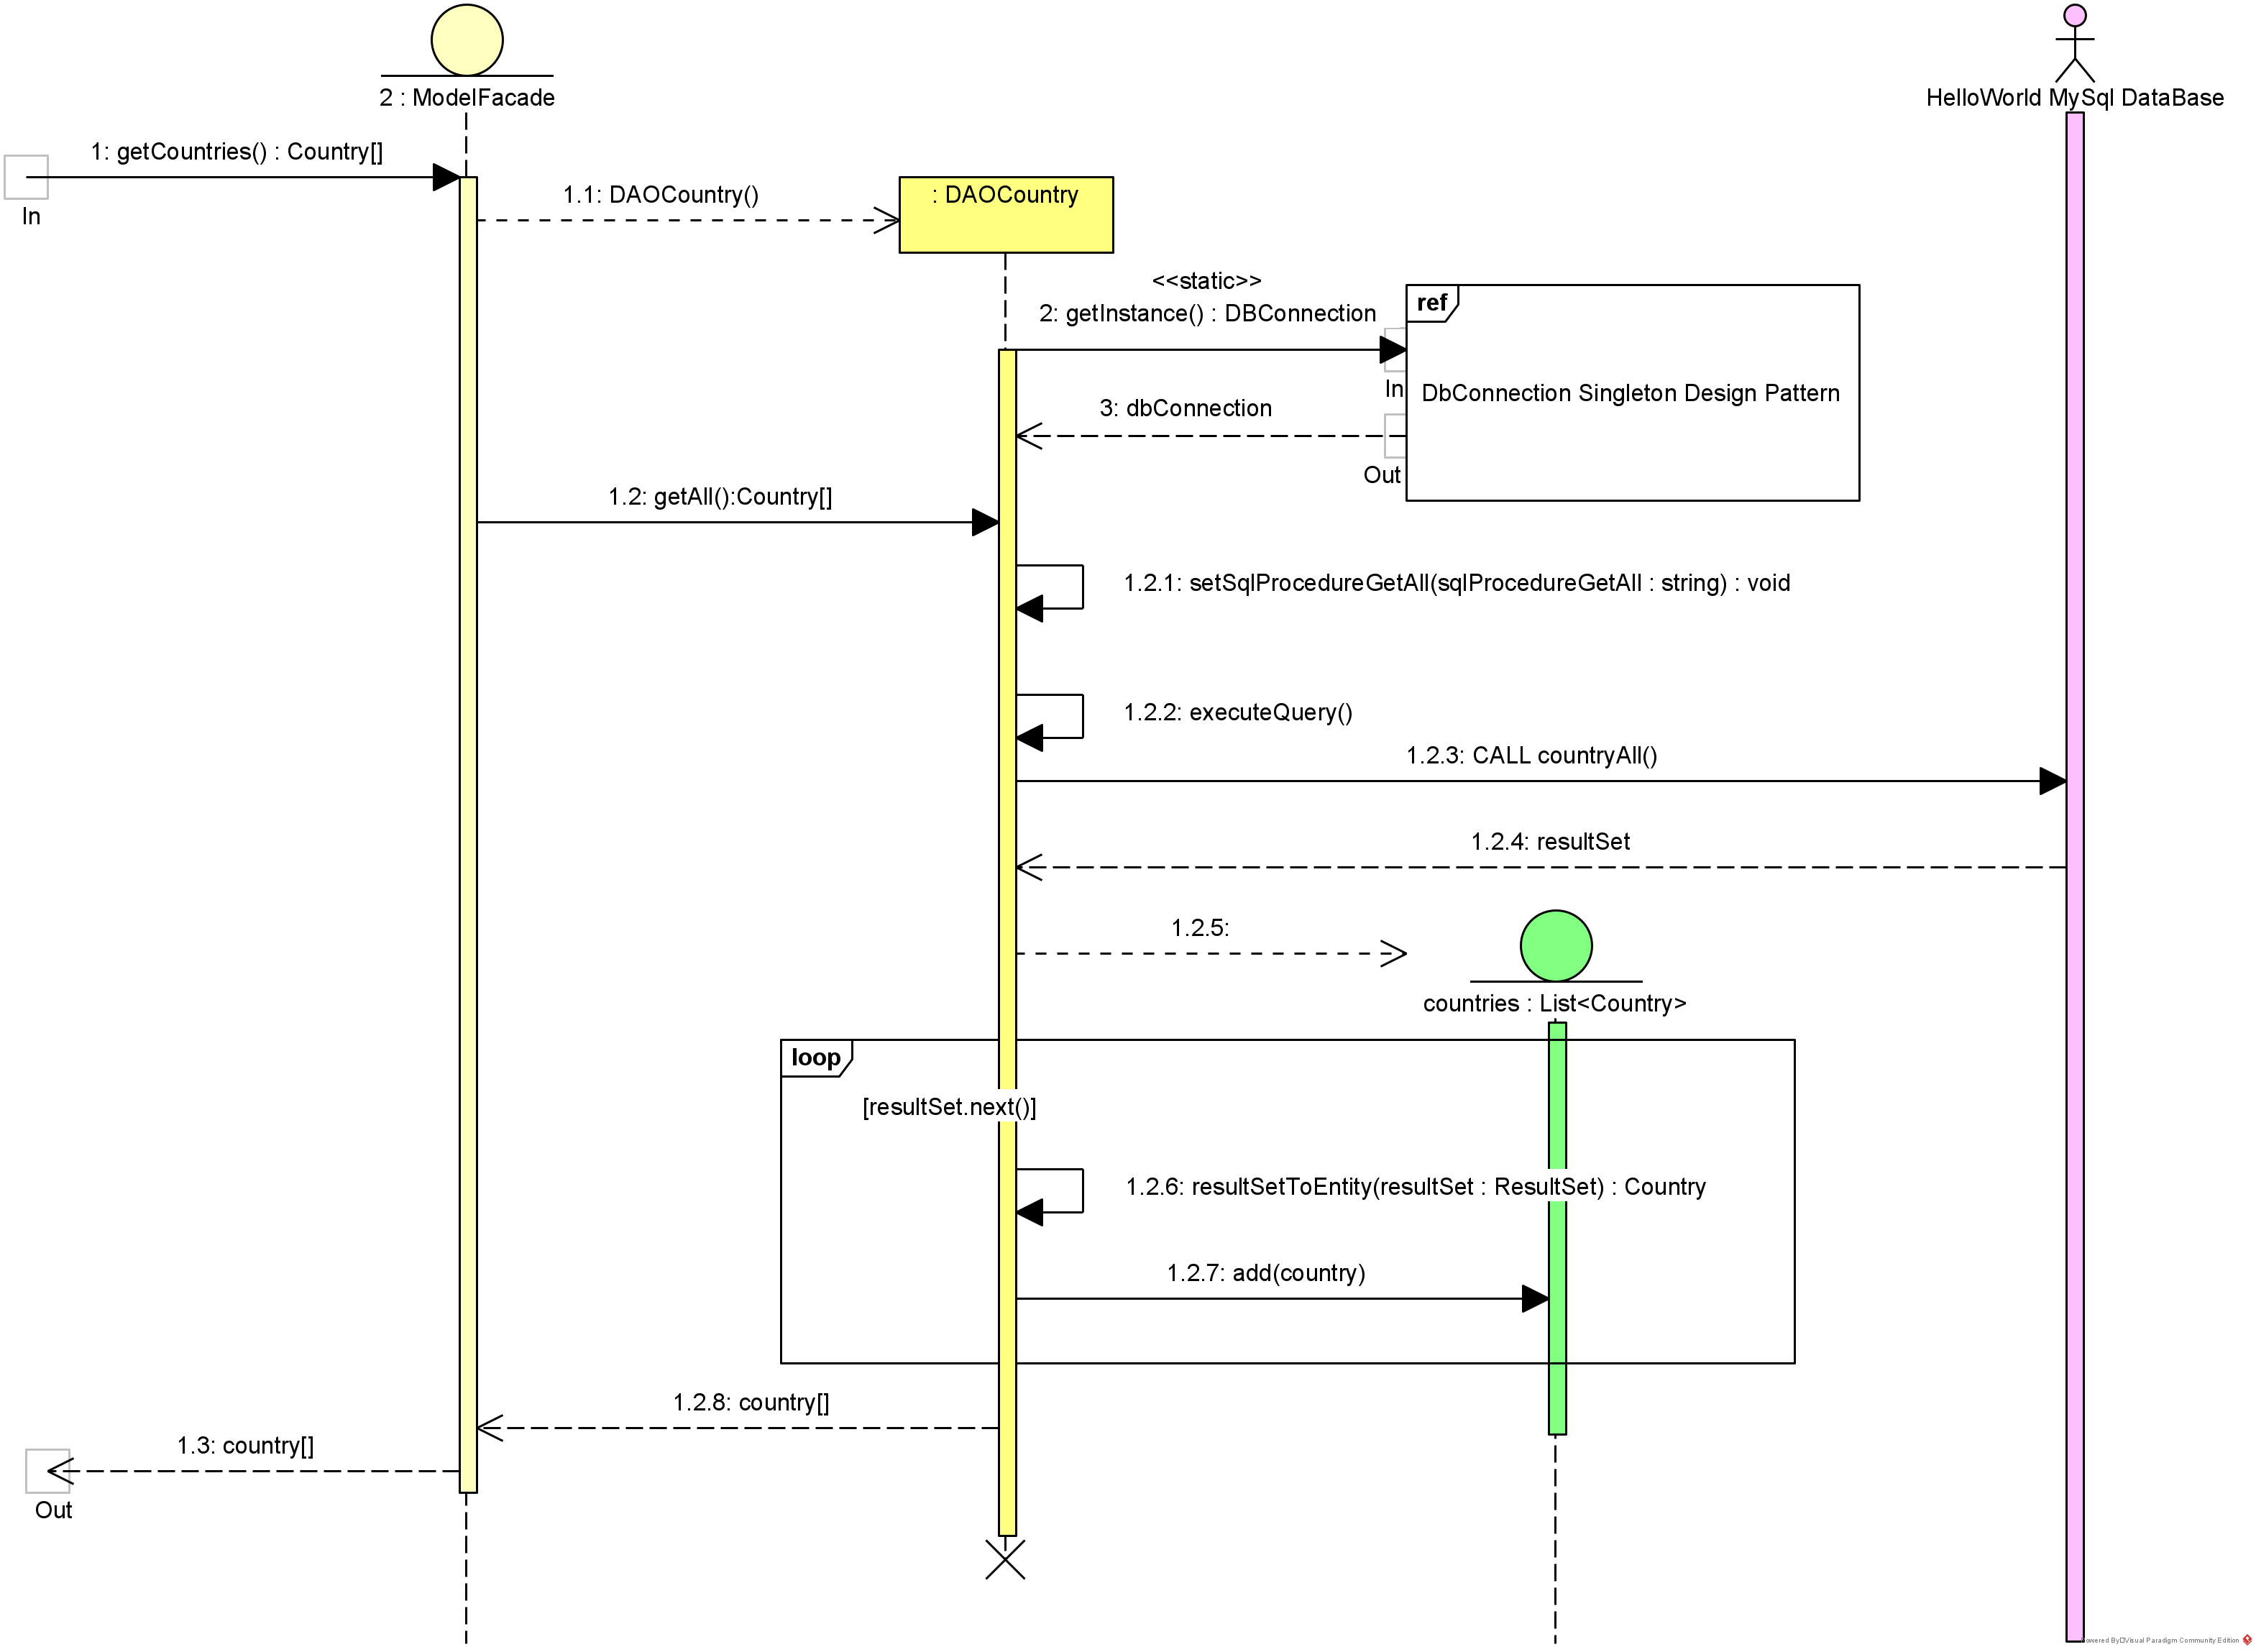 2 : ModelFacade
HelloWorld MySql DataBase
1: getCountries() : Country[]
In
1.1: DAOCountry()
: DAOCountry
<<static>>
2: getInstance() : DBConnection
ref
In
DbConnection Singleton Design Pattern
3: dbConnection
Out
1.2: getAll():Country[]
1.2.1: setSqlProcedureGetAll(sqlProcedureGetAll : string) : void
1.2.2: executeQuery()
1.2.3: CALL countryAll()
1.2.4: resultSet
1.2.5:
countries : List<Country>
loop
[resultSet.next()]
1.2.6: resultSetToEntity(resultSet : ResultSet) : Country
1.2.7: add(country)
1.2.8: country[]
1.3: country[]
Out
Powered By Visual Paradigm Community Edition